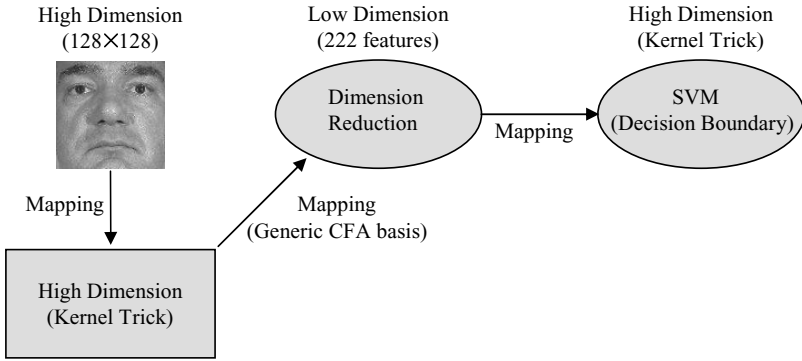 High Dimension
(128×128)
Low Dimension
(222 features)
High Dimension
(Kernel Trick)
Dimension
Reduction
SVM
(Decision Boundary)
Mapping
Mapping
Mapping
(Generic CFA basis)
High Dimension
(Kernel Trick)